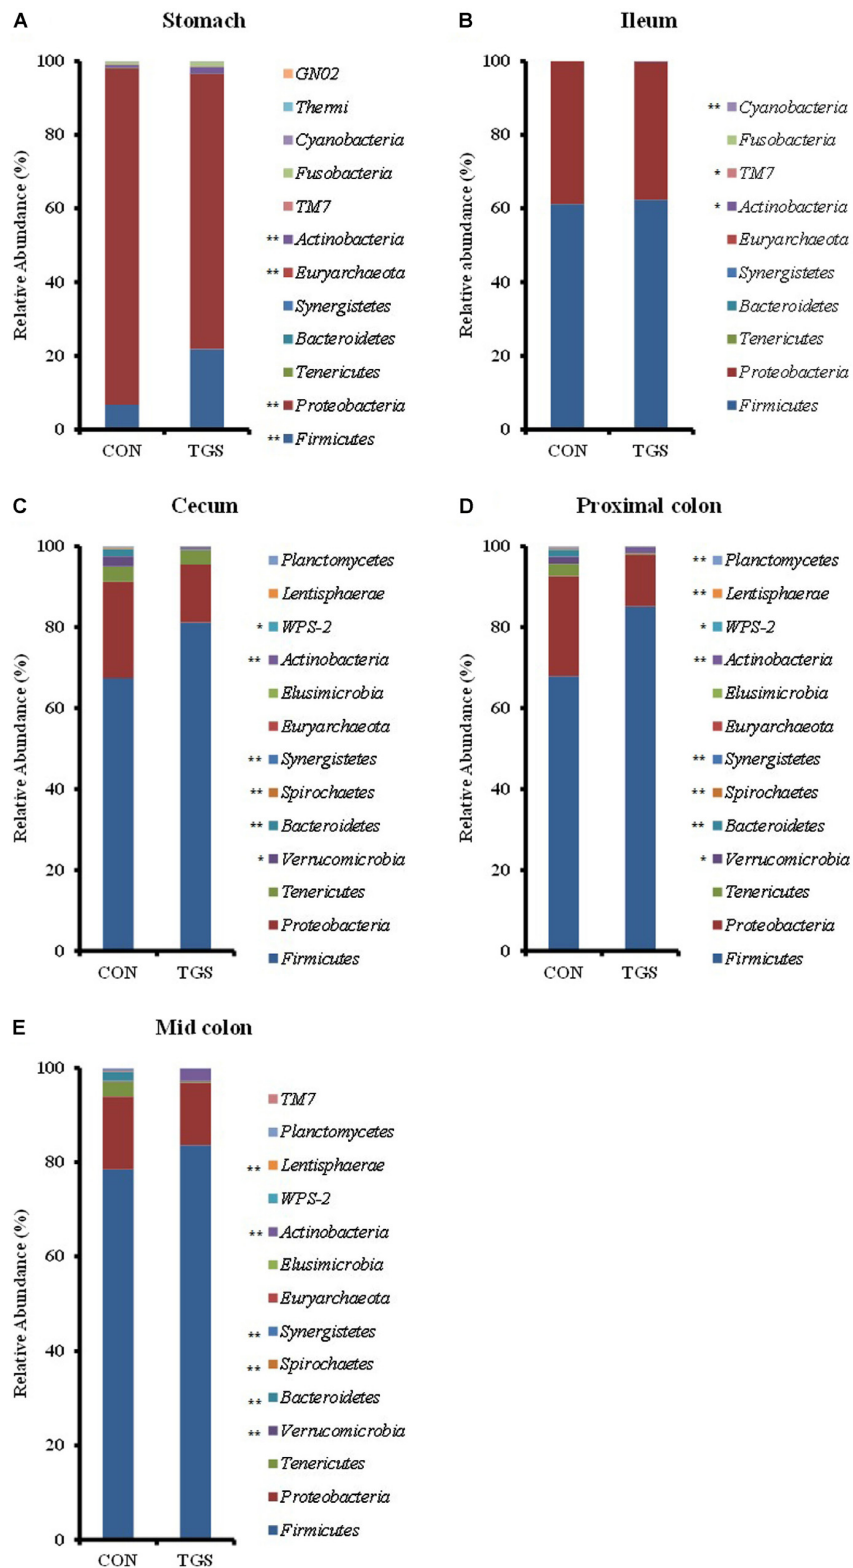 A
Stomach
Relative Abundance (%)
100
80
60
40
20
0
CON
TGS
GN02
Thermi
Cyanobacteria
Fusobacteria
TM7
** Actinobacteria
** Euryarchaeota
Synergistetes
Bacteroidetes
Tenericutes
** Proteobacteria
** Firmicutes
B
Ileum
Relative abundance (%)
100
80
60
40
20
0
CON
TGS
** Cyanobacteria
Fusobacteria
* TM7
* Actinobacteria
Euryarchaeota
Synergistetes
Bacteroidetes
Tenericutes
Proteobacteria
Firmicutes
C
Cecum
Relative Abundance (%)
100
80
60
40
20
0
CON
TGS
Planctomycetes
Lentisphaerae
* WPS-2
** Actinobacteria
Elusimicrobia
Euryarchaeota
** Synergistetes
** Spirochaetes
** Bacteroidetes
* Verrucomicrobia
Tenericutes
Proteobacteria
Firmicutes
D
Proximal colon
Relative Abundance (%)
100
80
60
40
20
0
CON
TGS
** Planctomycetes
** Lentisphaerae
* WPS-2
** Actinobacteria
Elusimicrobia
Euryarchaeota
** Synergistetes
** Spirochaetes
** Bacteroidetes
* Verrucomicrobia
Tenericutes
Proteobacteria
Firmicutes
E
Mid colon
Relative Abundance (%)
100
80
60
40
20
0
CON
TGS
TM7
Planctomycetes
** Lentisphaerae
WPS-2
** Actinobacteria
Elusimicrobia
Euryarchaeota
** Synergistetes
** Spirochaetes
** Bacteroidetes
** Verrucomicrobia
Tenericutes
Proteobacteria
Firmicutes